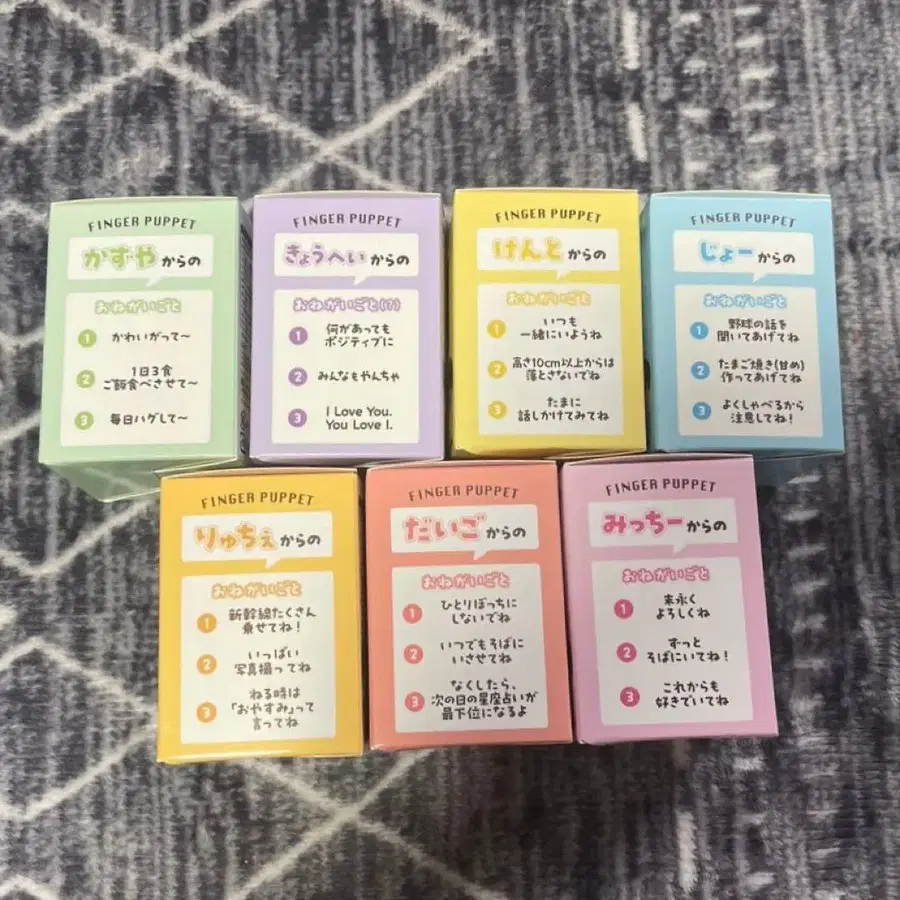 FINGER PUPPET
かずやからの
おねがいごと
1 かわいがって～
2 1日3食
ご飯食べさせて～
3 毎日ハグして～
FINGER PUPPET
きょうへいからの
おねがいごと(?)
1 何があっても
ポジティブに
2 みんなもやんちゃ
3 I Love You.
You Love I.
FINGER PUPPET
けんとからの
おねがいごと
1 いつも
一緒にいようね
2 高さ10cm以上からは
落とさないでね
3 たまに
話しかけてみてね
FINGER PUPPET
じょーからの
おねがいごと
1 野球の話を
聞いてあげてね
2 たまご焼き(甘め)
作ってあげてね
3 よくしゃべるから
注意してね！
FINGER PUPPET
りゅちぇからの
おねがいごと
1 新幹線たくさん
乗せてね！
2 いっぱい
写真撮ってね
3 ねる時は
「おやすみ」って
言ってね
FINGER PUPPET
だいごからの
おねがいごと
1 ひとりぼっちに
しないでね
2 いつでもそばに
いさせてね
3 なくしたら、
次の日の星座占いが
最下位になるよ
FINGER PUPPET
みっちーからの
おねがいごと
1 末永く
よろしくね
2 ずっと
そばにいてね！
3 これからも
好きでいてね